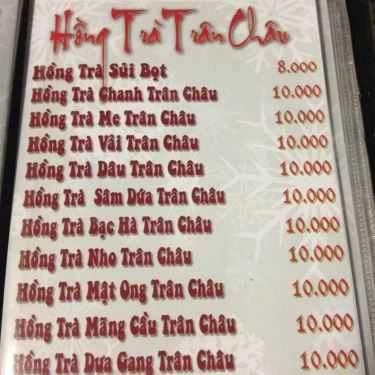 Hồng Trà Trân Châu
Hồng Trà Sủi Bọt 8.000
Hồng Trà Chanh Trân Châu 10.000
Hồng Trà Me Trân Châu 10.000
Hồng Trà Vải Trân Châu 10.000
Hồng Trà Dâu Trân Châu 10.000
Hồng Trà Sâm Dứa Trân Châu 10.000
Hồng Trà Bạc Hà Trân Châu 10.000
Hồng Trà Nho Trân Châu 10.000
Hồng Trà Mật Ong Trân Châu 10.000
Hồng Trà Mãng Cầu Trân Châu 10.000
Hồng Trà Dưa Gang Trân Châu 10.000